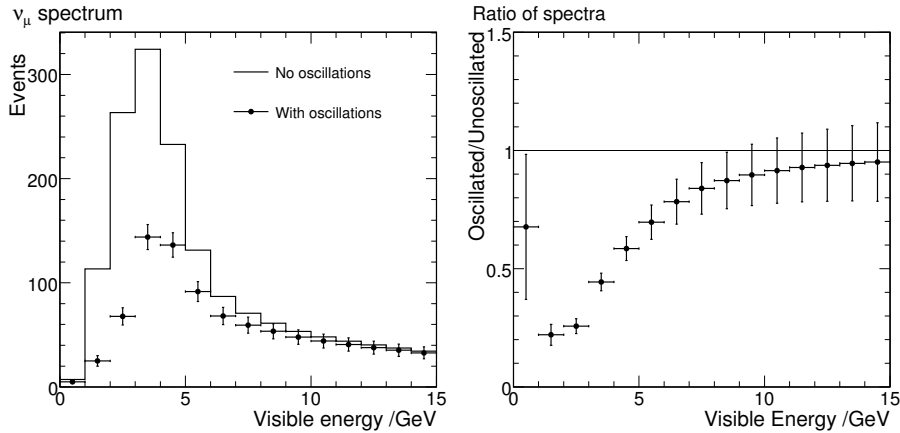 νμ spectrum
Events
300
200
100
0
No oscillations
With oscillations
0 5 10 15
Visible energy /GeV
Ratio of spectra
Oscillated/Unoscillated
1.5
1
0.5
0
0 5 10 15
Visible Energy /GeV